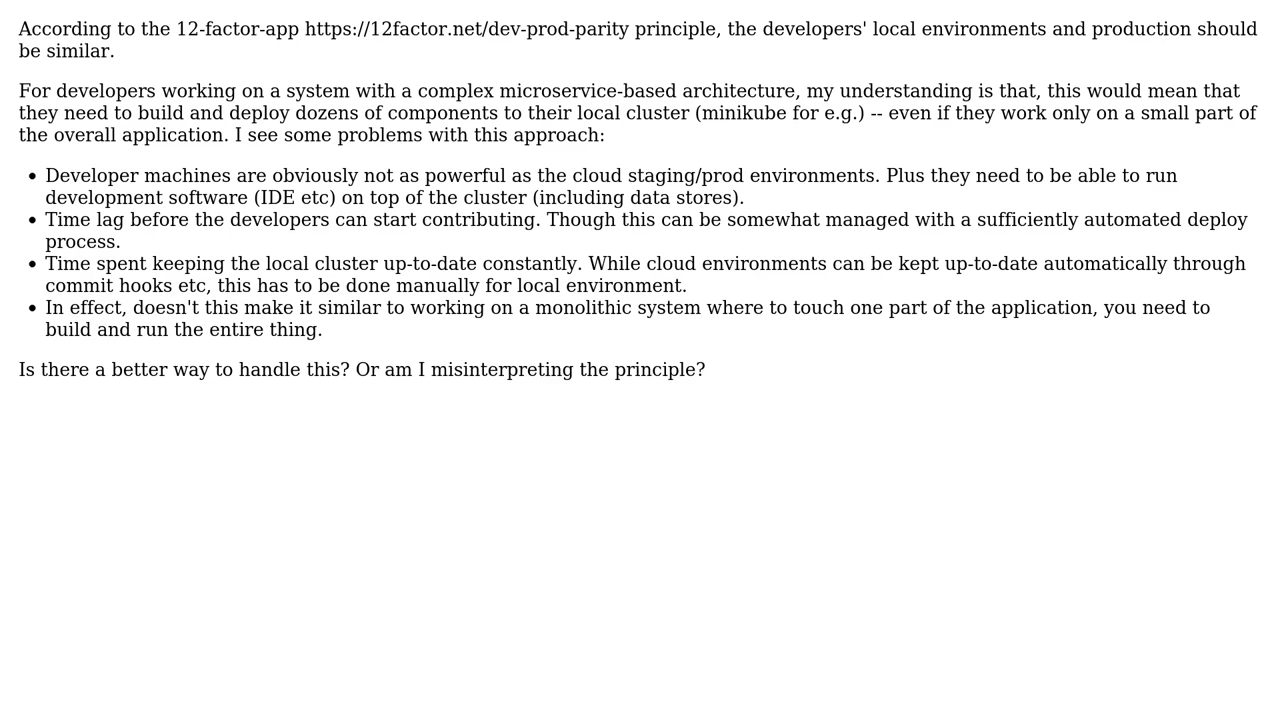 According to the 12-factor-app https://12factor.net/dev-prod-parity principle, the developers' local environments and production should
be similar.
For developers working on a system with a complex microservice-based architecture, my understanding is that, this would mean that
they need to build and deploy dozens of components to their local cluster (minikube for e.g.) -- even if they work only on a small part of
the overall application. I see some problems with this approach:
• Developer machines are obviously not as powerful as the cloud staging/prod environments. Plus they need to be able to run
development software (IDE etc) on top of the cluster (including data stores).
• Time lag before the developers can start contributing. Though this can be somewhat managed with a sufficiently automated deploy
process.
• Time spent keeping the local cluster up-to-date constantly. While cloud environments can be kept up-to-date automatically through
commit hooks etc, this has to be done manually for local environment.
• In effect, doesn't this make it similar to working on a monolithic system where to touch one part of the application, you need to
build and run the entire thing.
Is there a better way to handle this? Or am I misinterpreting the principle?